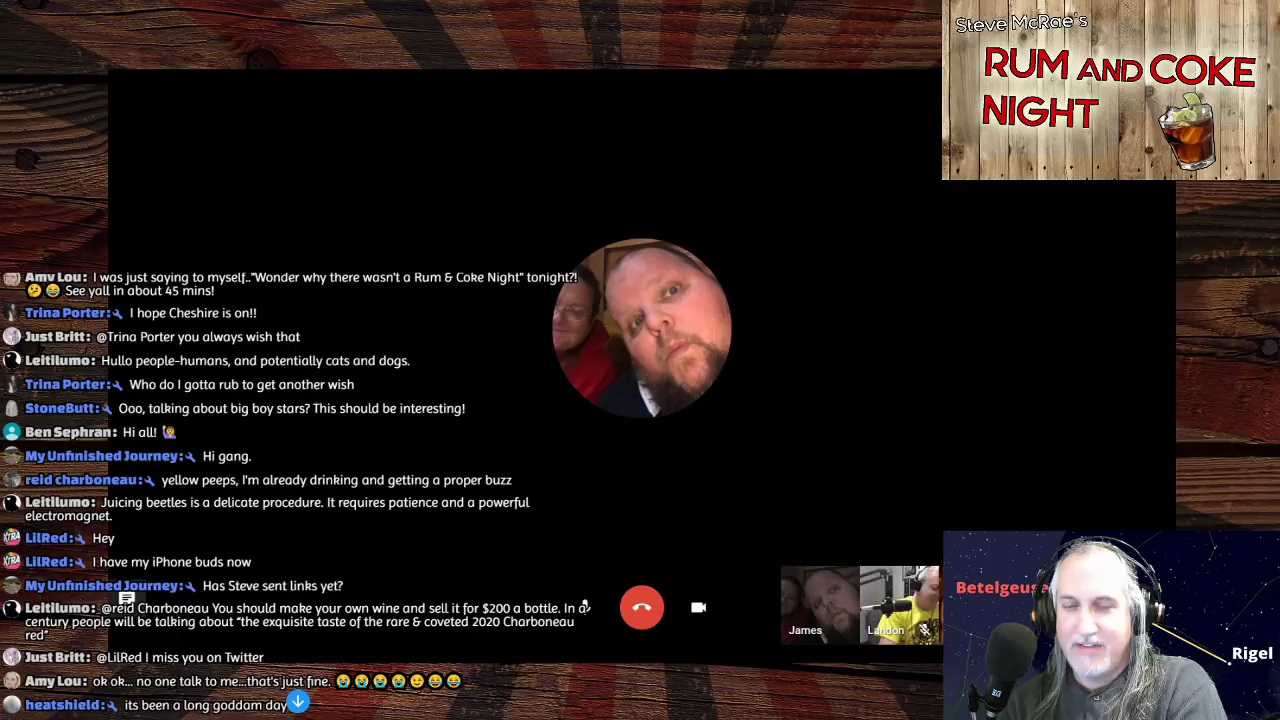 Steve McRae's
RUM AND COKE
NIGHT
Amy Lou: I was just saying to myself.."Wonder why there wasn't a Rum & Coke Night" tonight?!
🤔 😂 See yall in about 45 mins!
Trina Porter: I hope Cheshire is on!!
Just Britt: @Trina Porter you always wish that
Leitilumo: Hullo people-humans, and potentially cats and dogs.
Trina Porter: Who do I gotta rub to get another wish
StoneButt: Ooo, talking about big boy stars? This should be interesting!
Ben Sephran: Hi all! 🙋
My Unfinished Journey: Hi gang.
reid charboneau: yellow peeps, I'm already drinking and getting a proper buzz
Leitilumo: Juicing beetles is a delicate procedure. It requires patience and a powerful
electromagnet.
LilRed: Hey
LilRed: I have my iPhone buds now
My Unfinished Journey: Has Steve sent links yet?
Leitilumo: @reid Charboneau You should make your own wine and sell it for $200 a bottle. In a
century people will be talking about “the exquisite taste of the rare & coveted 2020 Charboneau
red”
Just Britt: @LilRed I miss you on Twitter
Amy Lou: ok ok... no one talk to me...that's just fine. 😭😭😭😭😉😂😂
heatshield: its been a long goddam day
James
Landon
Betelgeuse
Rigel